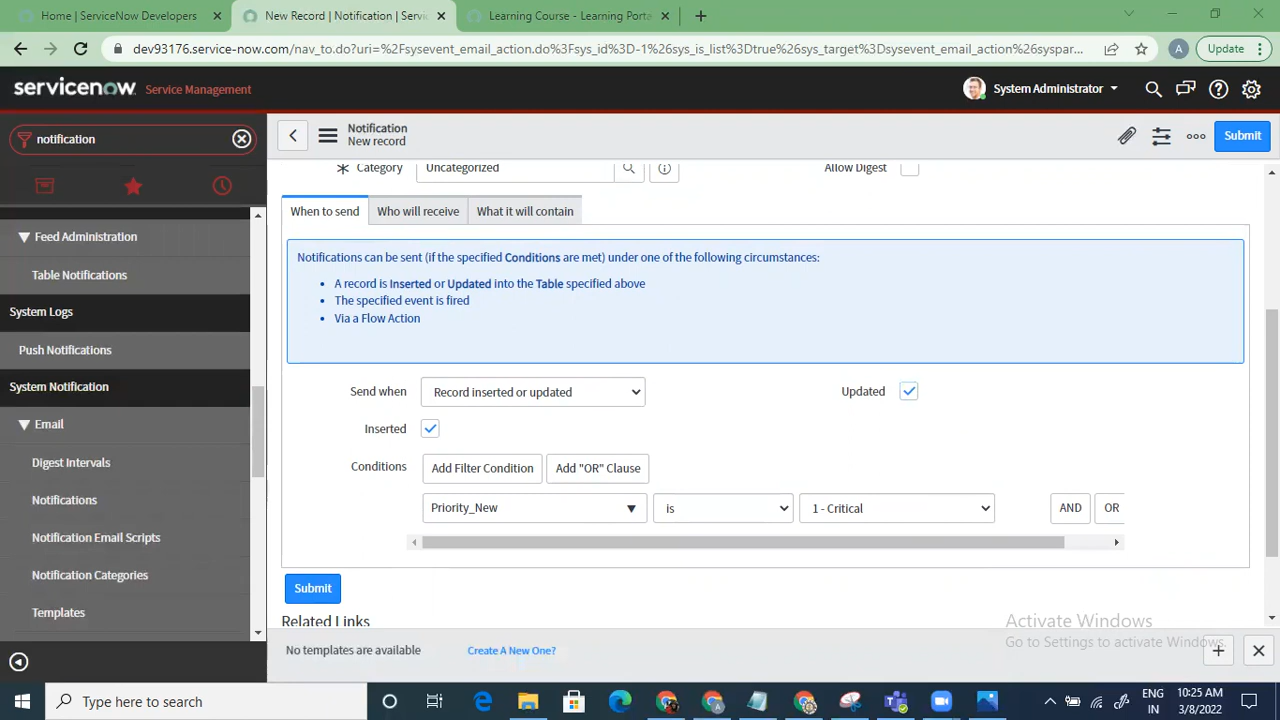 Home | ServiceNow Developers
New Record | Notification | Servic
Learning Course - Learning Porta
dev93176.service-now.com/nav_to.do?uri=%2Fsysevent_email_action.do%3Fsys_id%3D-1%26sys_is_list%3Dtrue%26sys_target%3Dsysevent_email_action%26syspar...
A
Update
servicenow Service Management
System Administrator
notification
Notification
New record
Submit
Feed Administration
Table Notifications
System Logs
Push Notifications
System Notification
Email
Digest Intervals
Notifications
Notification Email Scripts
Notification Categories
Templates
Category Uncategorized Allow Digest
When to send Who will receive What it will contain
Notifications can be sent (if the specified Conditions are met) under one of the following circumstances:
A record is Inserted or Updated into the Table specified above
The specified event is fired
Via a Flow Action
Send when Record inserted or updated Updated
Inserted
Conditions Add Filter Condition Add "OR" Clause
Priority_New is 1 - Critical AND OR
Submit
Related Links
Activate Windows
Go to Settings to activate Windows.
No templates are available Create A New One?
Type here to search
ENG
IN
10:25 AM
3/8/2022